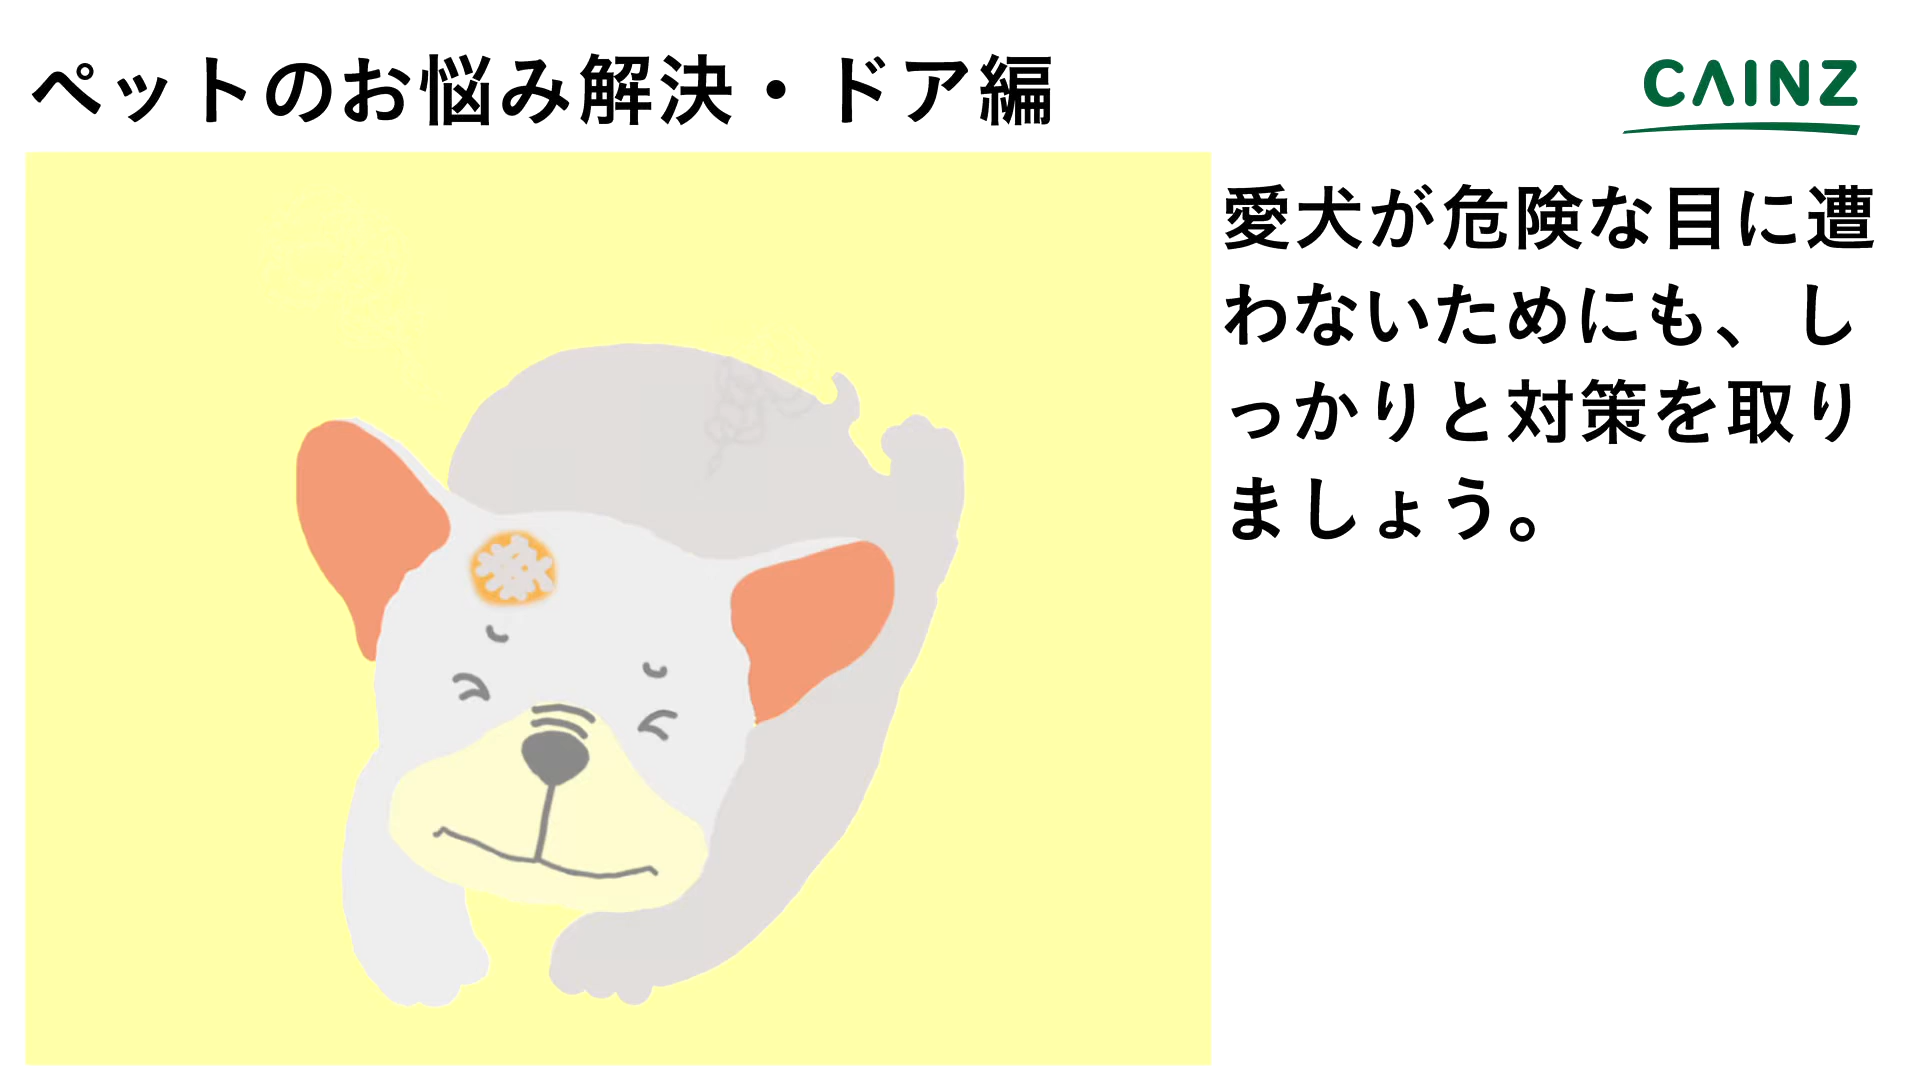 ペットのお悩み解決・ドア編
CAINZ
愛犬が危険な目に遭
わないためにも、し
っかりと対策を取り
ましょう。